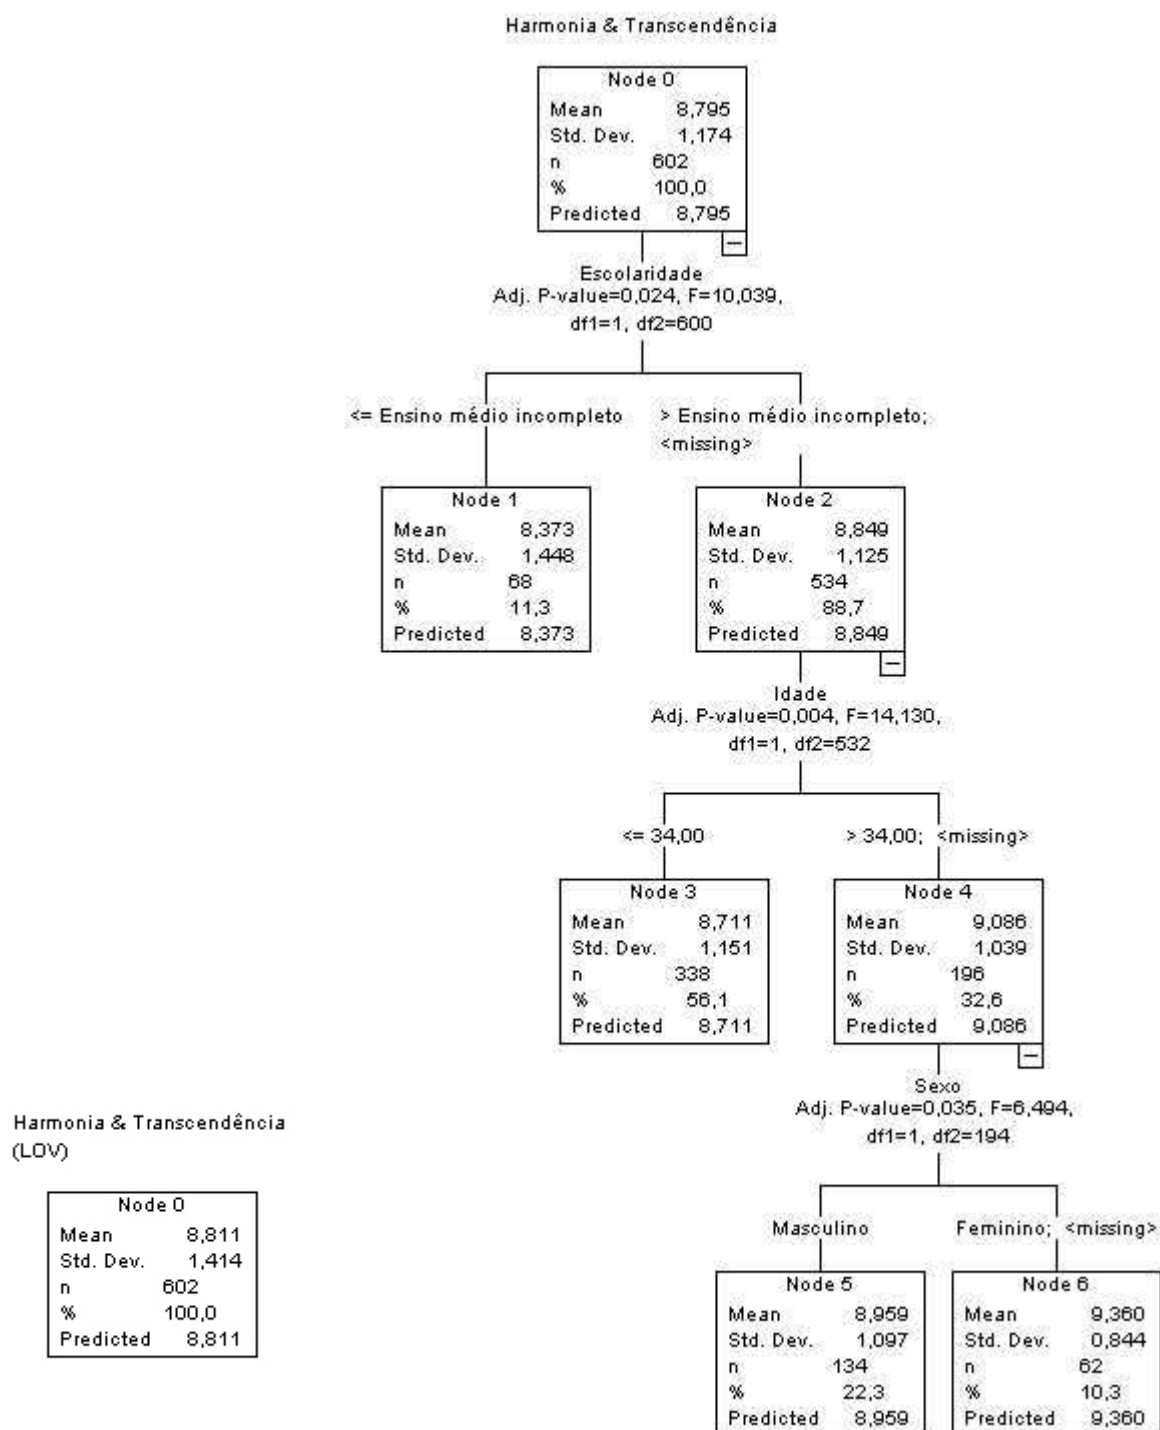 Harmonia & Transcendência
Node 0
Mean 8,795
Std. Dev. 1,174
n 602
% 100,0
Predicted 8,795
Escolaridade
Adj. P-value=0,024, F=10,039,
df1=1, df2=600
<= Ensino médio incompleto
> Ensino médio incompleto;
<missing>
Node 1
Mean 8,373
Std. Dev. 1,448
n 68
% 11,3
Predicted 8,373
Node 2
Mean 8,849
Std. Dev. 1,125
n 534
% 88,7
Predicted 8,849
Idade
Adj. P-value=0,004, F=14,130,
df1=1, df2=532
<= 34,00
> 34,00; <missing>
Node 3
Mean 8,711
Std. Dev. 1,151
n 338
% 56,1
Predicted 8,711
Node 4
Mean 9,086
Std. Dev. 1,039
n 196
% 32,6
Predicted 9,086
Sexo
Adj. P-value=0,035, F=6,494,
df1=1, df2=194
Masculino
Feminino; <missing>
Node 5
Mean 8,959
Std. Dev. 1,097
n 134
% 22,3
Predicted 8,959
Node 6
Mean 9,360
Std. Dev. 0,844
n 62
% 10,3
Predicted 9,360
Harmonia & Transcendência
(LOV)
Node 0
Mean 8,811
Std. Dev. 1,414
n 602
% 100,0
Predicted 8,811